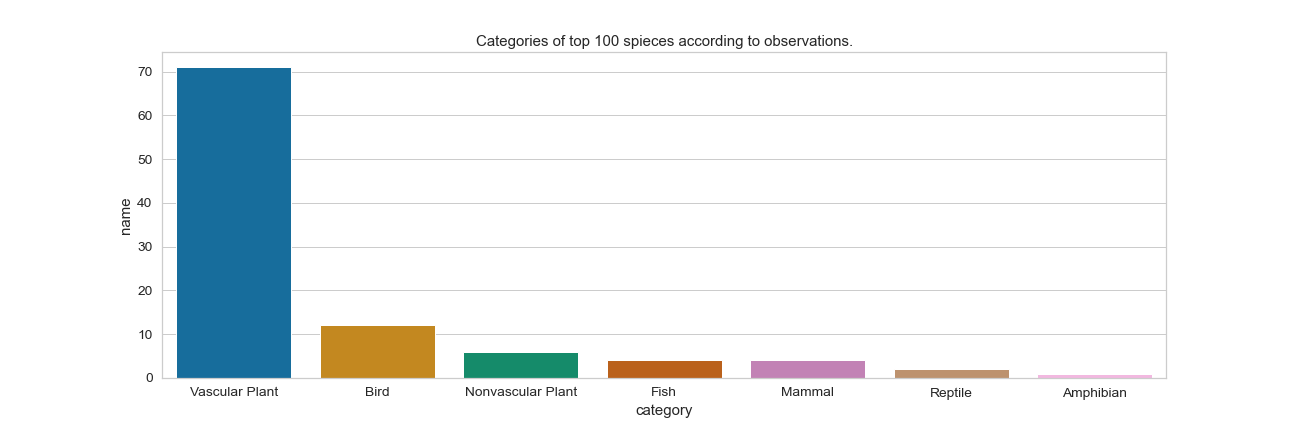 Categories of top 100 spieces according to observations.
70
60
50
40
30
20
10
0
name
Vascular Plant
Bird
Nonvascular Plant
Fish
Mammal
Reptile
Amphibian
category